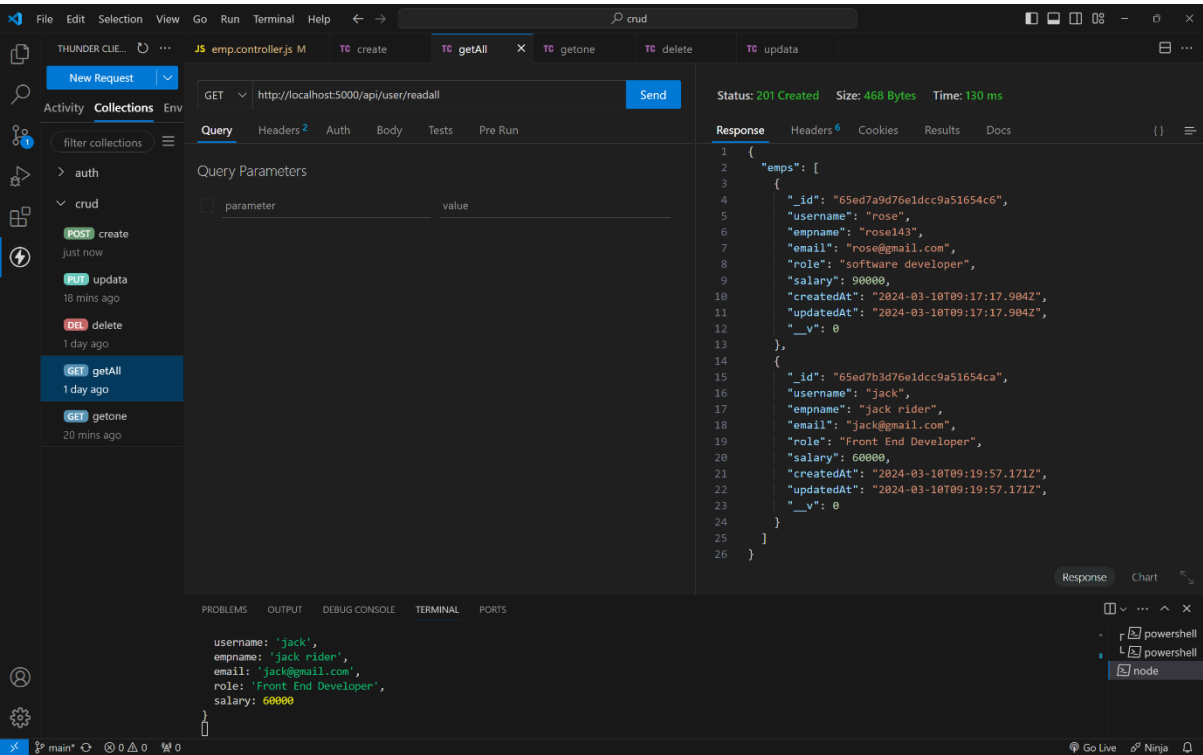 File Edit Selection View Go Run Terminal Help
crud
THUNDER CLIE...
JS emp.controller.js M
TC create
TC getAll
TC getone
TC delete
TC updata
New Request
Activity Collections Env
filter collections
auth
crud
POST create
just now
PUT updata
18 mins ago
DEL delete
1 day ago
GET getAll
1 day ago
GET getone
20 mins ago
GET http://localhost:5000/api/user/readall Send
Query Headers 2 Auth Body Tests Pre Run
Query Parameters
parameter value
Status: 201 Created Size: 468 Bytes Time: 130 ms
Response Headers 6 Cookies Results Docs {}
1 {
2 "emps": [
3 {
4 "_id": "65ed7a9d76e1dcc9a51654c6",
5 "username": "rose",
6 "empname": "rose143",
7 "email": "rose@gmail.com",
8 "role": "software developer",
9 "salary": 90000,
10 "createdAt": "2024-03-10T09:17:17.904Z",
11 "updatedAt": "2024-03-10T09:17:17.904Z",
12 "__v": 0
13 },
14 {
15 "_id": "65ed7b3d76e1dcc9a51654ca",
16 "username": "jack",
17 "empname": "jack rider",
18 "email": "jack@gmail.com",
19 "role": "Front End Developer",
20 "salary": 60000,
21 "createdAt": "2024-03-10T09:19:57.171Z",
22 "updatedAt": "2024-03-10T09:19:57.171Z",
23 "__v": 0
24 }
25 ]
26 }
Response Chart
PROBLEMS OUTPUT DEBUG CONSOLE TERMINAL PORTS
username: 'jack',
empname: 'jack rider',
email: 'jack@gmail.com',
role: 'Front End Developer',
salary: 60000
}
powershell
powershell
node
1
main* 0 0 0
Go Live Ninja